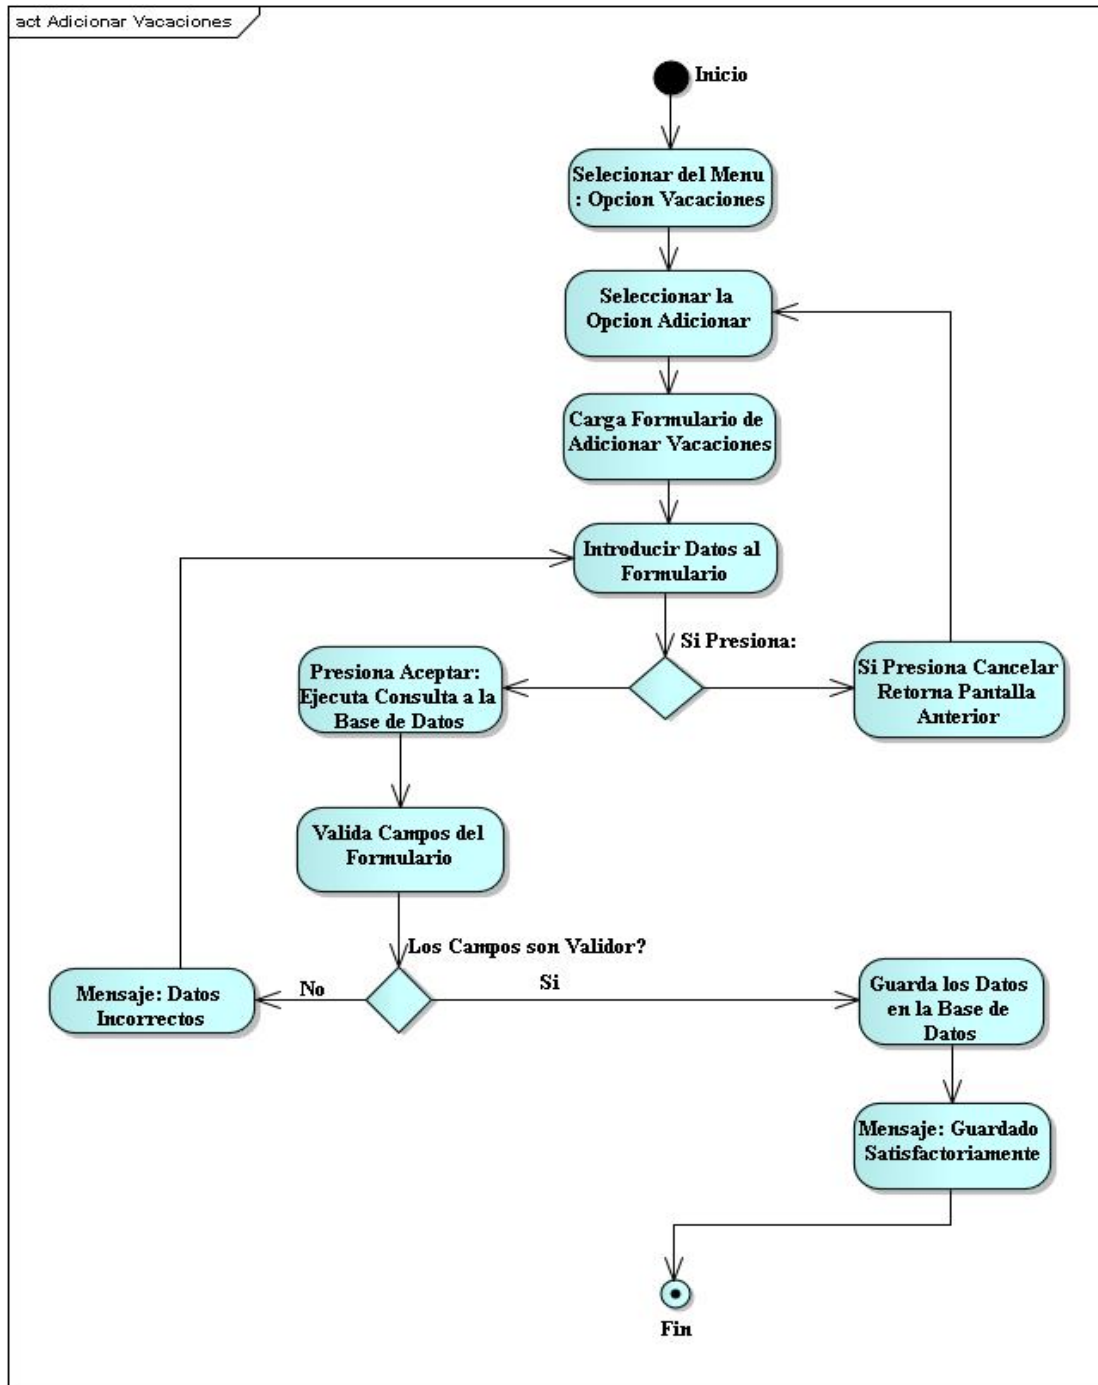 act Adicionar Vacaciones
Inicio
Selecionar del Menu
: Opcion Vacaciones
Seleccionar la
Opcion Adicionar
Carga Formulario de
Adicionar Vacaciones
Introducir Datos al
Formulario
Si Presiona:
Presiona Aceptar:
Ejecuta Consulta a la
Base de Datos
Si Presiona Cancelar
Retorna Pantalla
Anterior
Valida Campos del
Formulario
Los Campos son Validor?
No
Si
Mensaje: Datos
Incorrectos
Guarda los Datos
en la Base de
Datos
Mensaje: Guardado
Satisfactoriamente
Fin